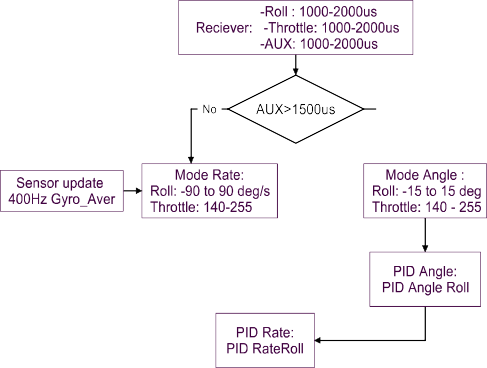 -Roll : 1000-2000us
Reciever: -Throttle: 1000-2000us
-AUX: 1000-2000us
No
AUX>1500us
Sensor update
400Hz Gyro_Aver
Mode Rate:
Roll: -90 to 90 deg/s
Throttle: 140-255
Mode Angle :
Roll: -15 to 15 deg
Throttle: 140 - 255
PID Angle:
PID Angle Roll
PID Rate:
PID RateRoll